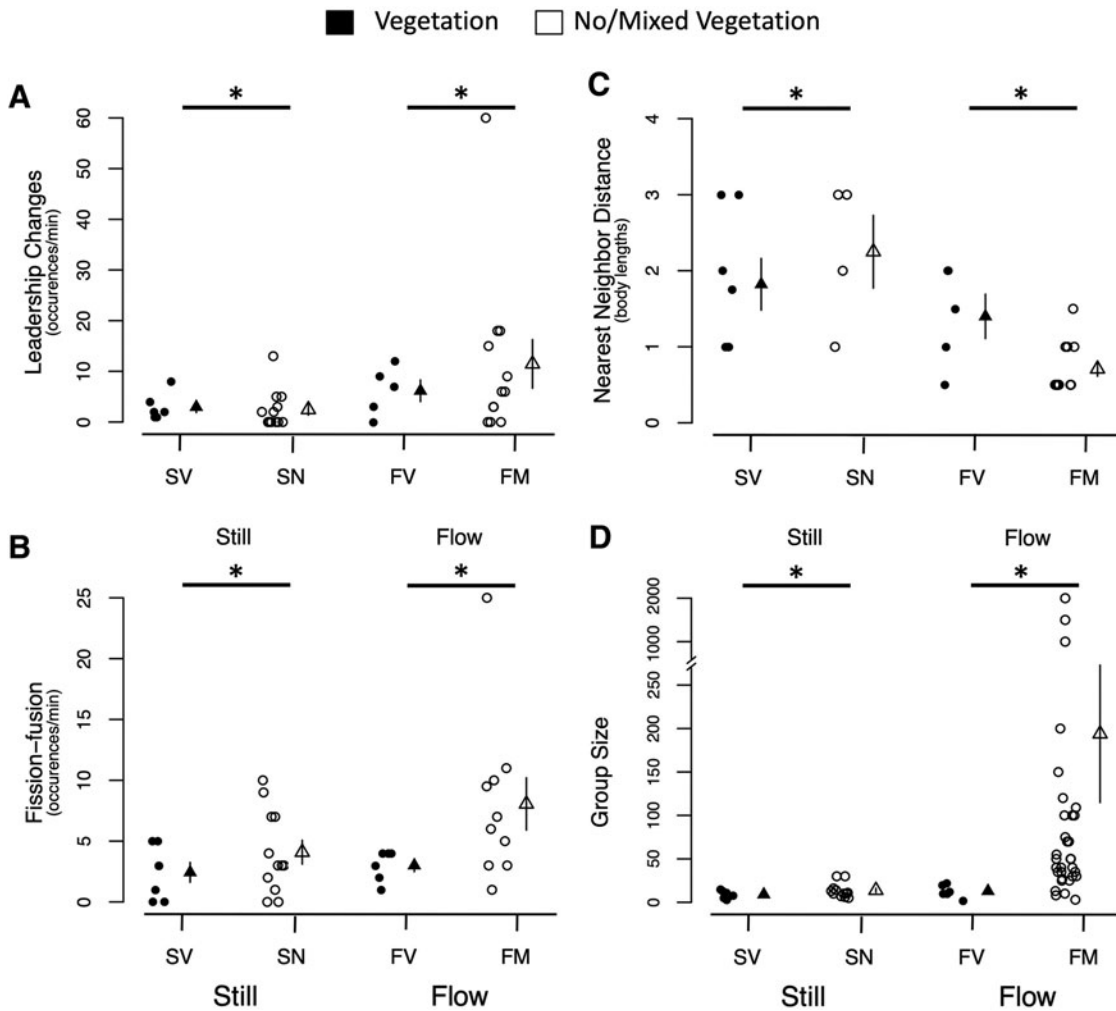 Vegetation No/Mixed Vegetation
A
*
*
Leadership Changes
(occurences/min)
60
50
40
30
20
10
0
SV SN FV FM
Still Flow
C
*
*
Nearest Neighbor Distance
(body lengths)
4
3
2
1
0
SV SN FV FM
Still Flow
B
*
*
Fission-fusion
(occurences/min)
25
20
15
10
5
0
SV SN FV FM
Still Flow
D
*
*
Group Size
2000
1000
250
200
150
100
50
0
SV SN FV FM
Still Flow